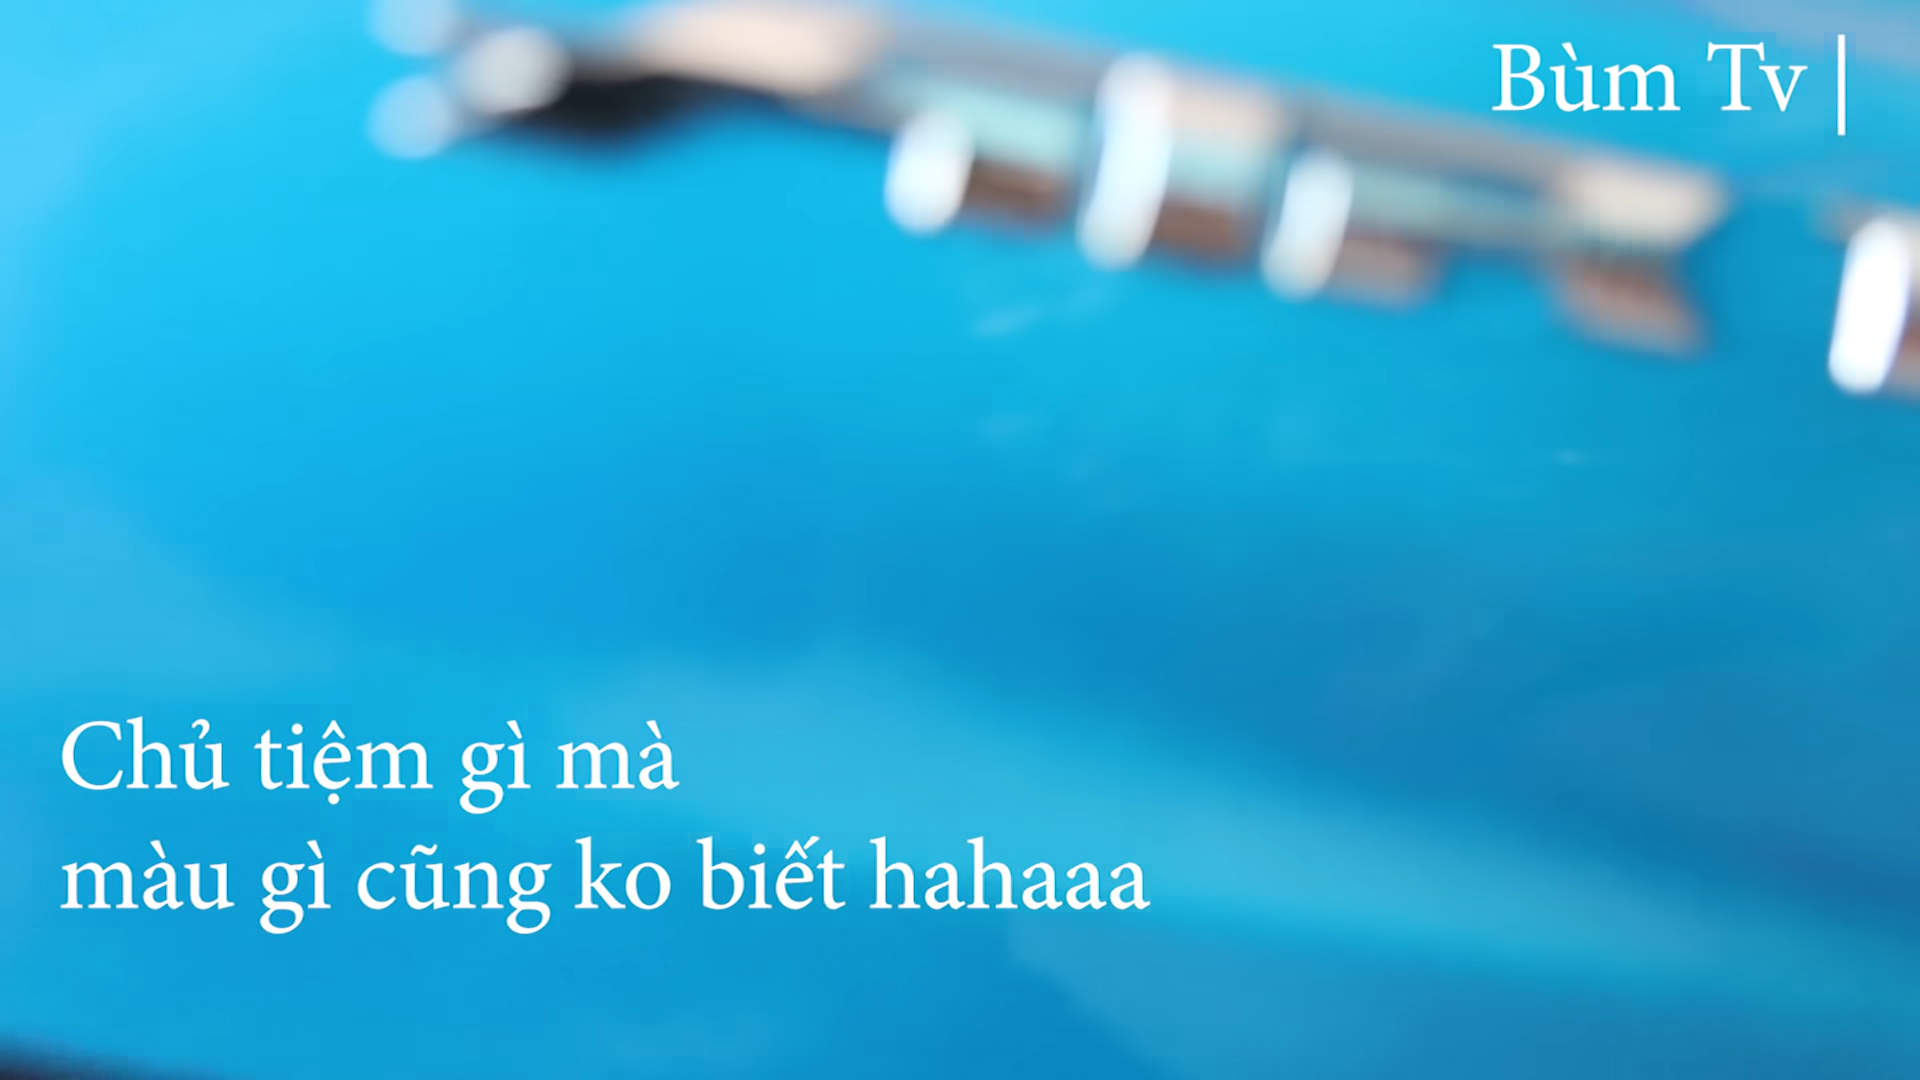 Bùm Tv |
Chủ tiệm gì mà
màu gì cũng ko biết hahaaa